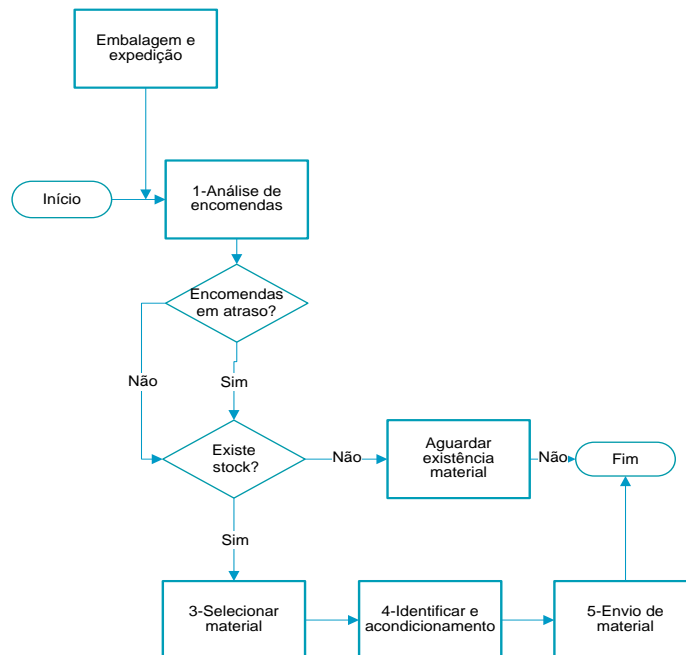 Embalagem e
expedição
Início
1-Análise de
encomendas
Encomendas
em atraso?
Não
Sim
Existe
stock?
Não
Aguardar
existência
material
Não
Fim
Sim
3-Selecionar
material
4-Identificar e
acondicionamento
5-Envio de
material